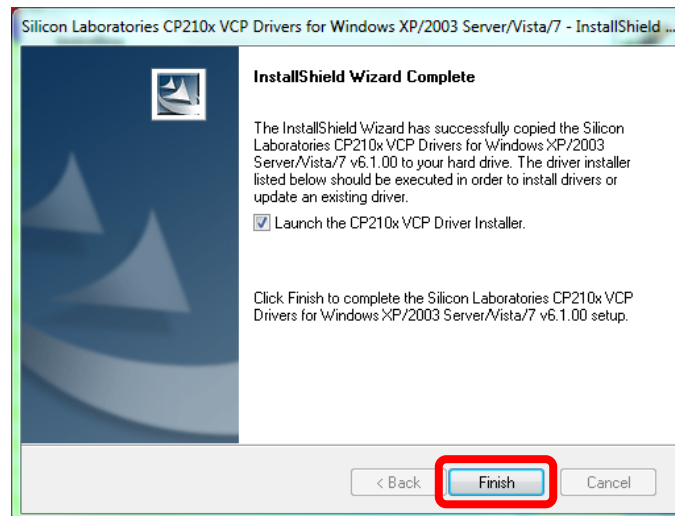 Silicon Laboratories CP210x VCP Drivers for Windows XP/2003 Server/Vista/7 - InstallShield ...
InstallShield Wizard Complete
The InstallShield Wizard has successfully copied the Silicon
Laboratories CP210x VCP Drivers for Windows XP/2003
Server/Vista/7 v6.1.00 to your hard drive. The driver installer
listed below should be executed in order to install drivers or
update an existing driver.
Launch the CP210x VCP Driver Installer.
Click Finish to complete the Silicon Laboratories CP210x VCP
Drivers for Windows XP/2003 Server/Vista/7 v6.1.00 setup.
< Back Finish Cancel